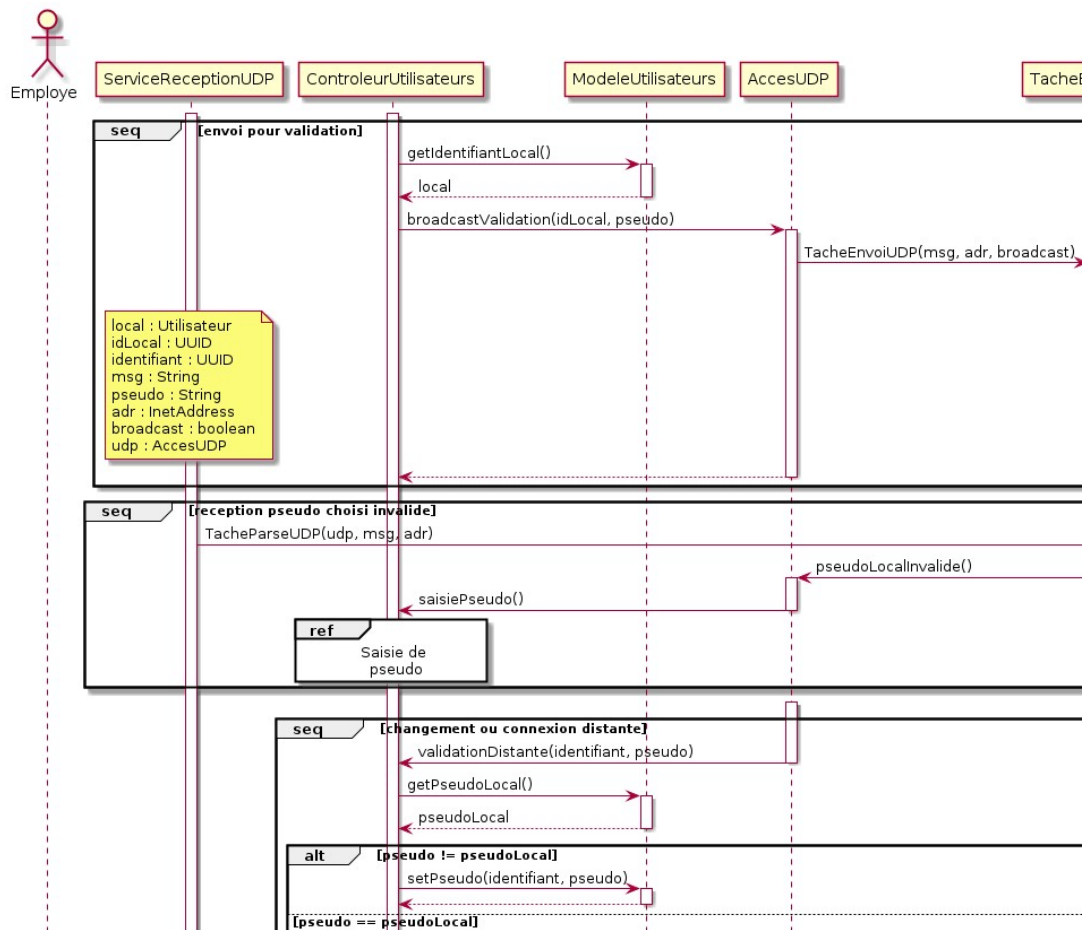 Employe
ServiceReceptionUDP
ControleurUtilisateurs
ModeleUtilisateurs
AccesUDP
seq
[envoi pour validation]
getIdentifiantLocal()
local
broadcastValidation(idLocal, pseudo)
TacheEnvoiUDP(msg, adr, broadcast)
local : Utilisateur
idLocal : UUID
identifiant : UUID
msg : String
pseudo : String
adr : InetAddress
broadcast : boolean
udp : AccesUDP
seq
[reception pseudo choisi invalide]
TacheParseUDP(udp, msg, adr)
pseudoLocalInvalide()
saisiePseudo()
ref
Saisie de
pseudo
seq
[changement ou connexion distante]
validationDistante(identifiant, pseudo)
getPseudoLocal()
pseudoLocal
alt
[pseudo != pseudoLocal]
setPseudo(identifiant, pseudo)
[pseudo == pseudoLocal]